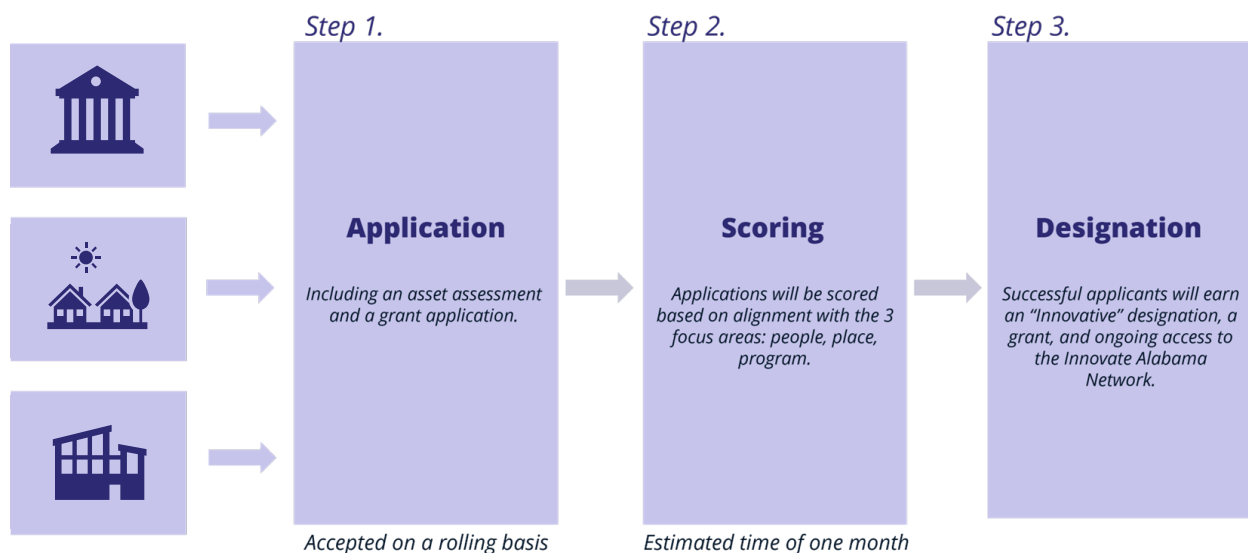 Step 1.
Application
Including an asset assessment
and a grant application.
Accepted on a rolling basis
Step 2.
Scoring
Applications will be scored
based on alignment with the 3
focus areas: people, place,
program.
Estimated time of one month
Step 3.
Designation
Successful applicants will earn
an “Innovative” designation, a
grant, and ongoing access to
the Innovate Alabama
Network.